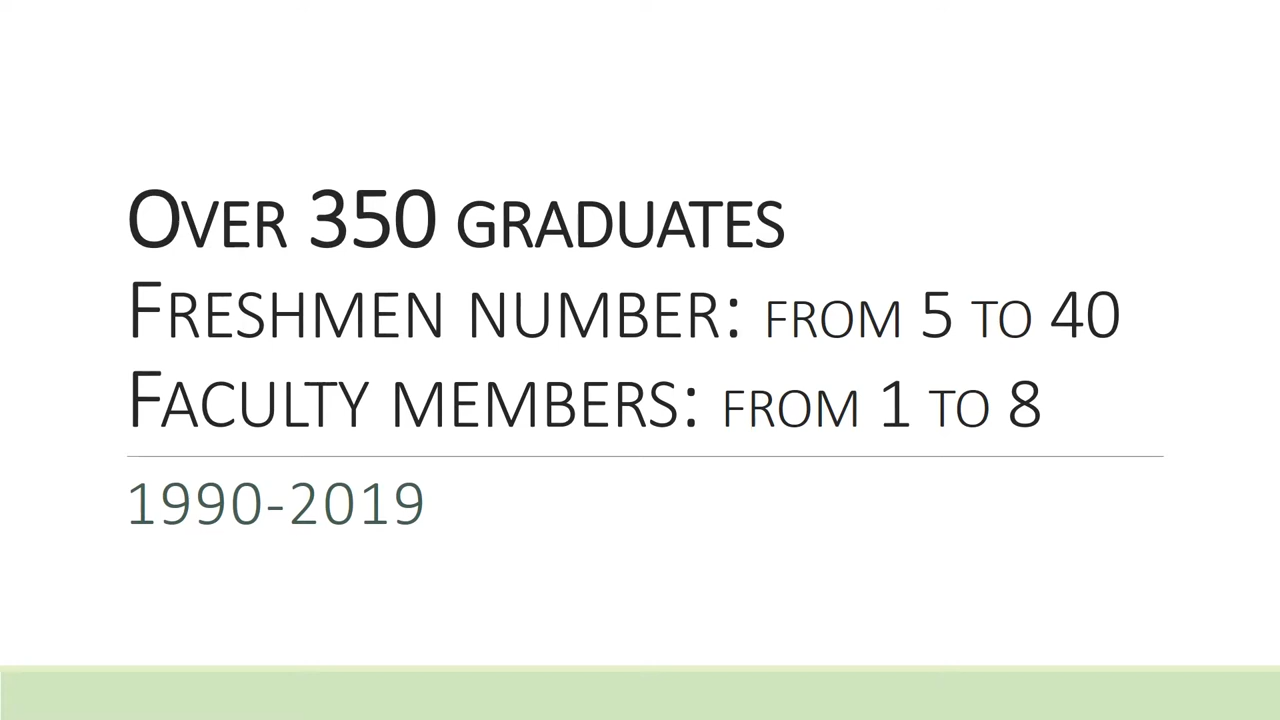 Over 350 graduates
Freshmen number: from 5 to 40
Faculty members: from 1 to 8
1990-2019